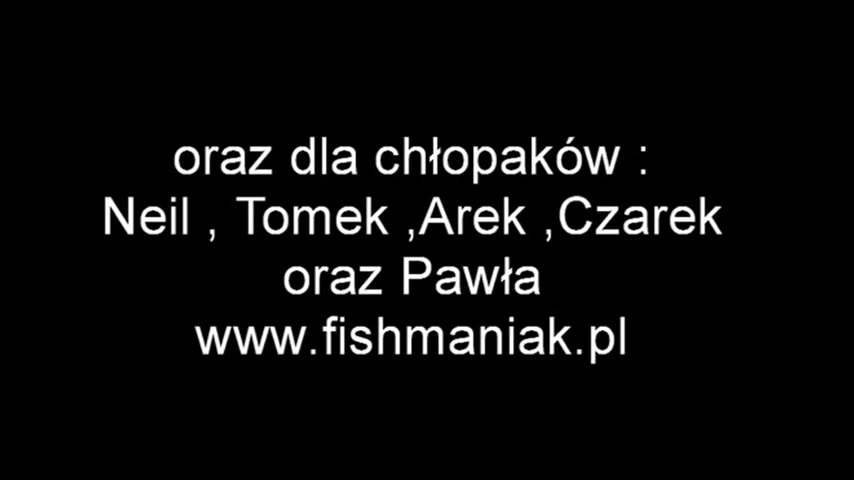 oraz dla chłopaków :
Neil , Tomek ,Arek ,Czarek
oraz Pawła
www.fishmaniak.pl